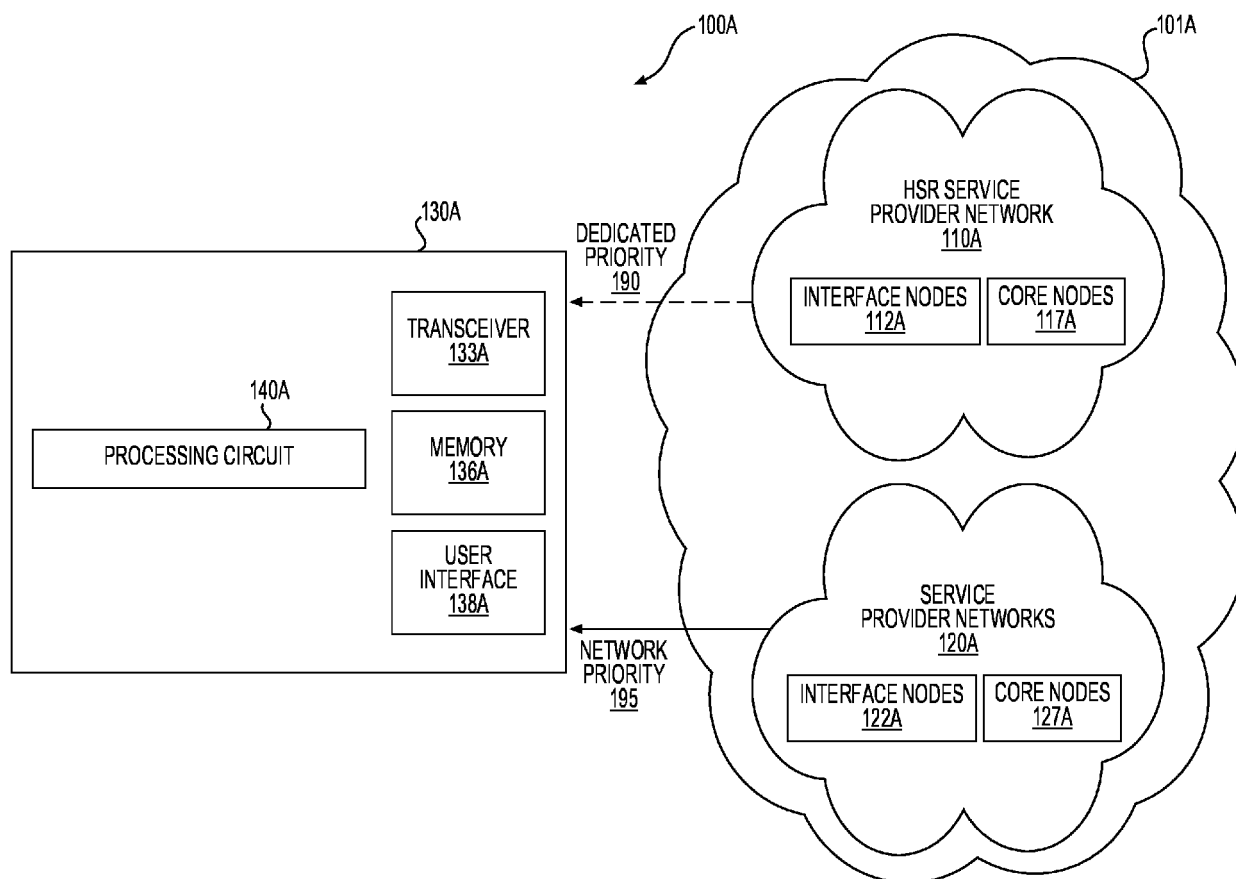 100A
101A
HSR SERVICE
PROVIDER NETWORK
110A
INTERFACE NODES
112A
CORE NODES
117A
130A
DEDICATED
PRIORITY
190
TRANSCEIVER
133A
140A
PROCESSING CIRCUIT
MEMORY
136A
USER
INTERFACE
138A
NETWORK
PRIORITY
195
SERVICE
PROVIDER NETWORKS
120A
INTERFACE NODES
122A
CORE NODES
127A